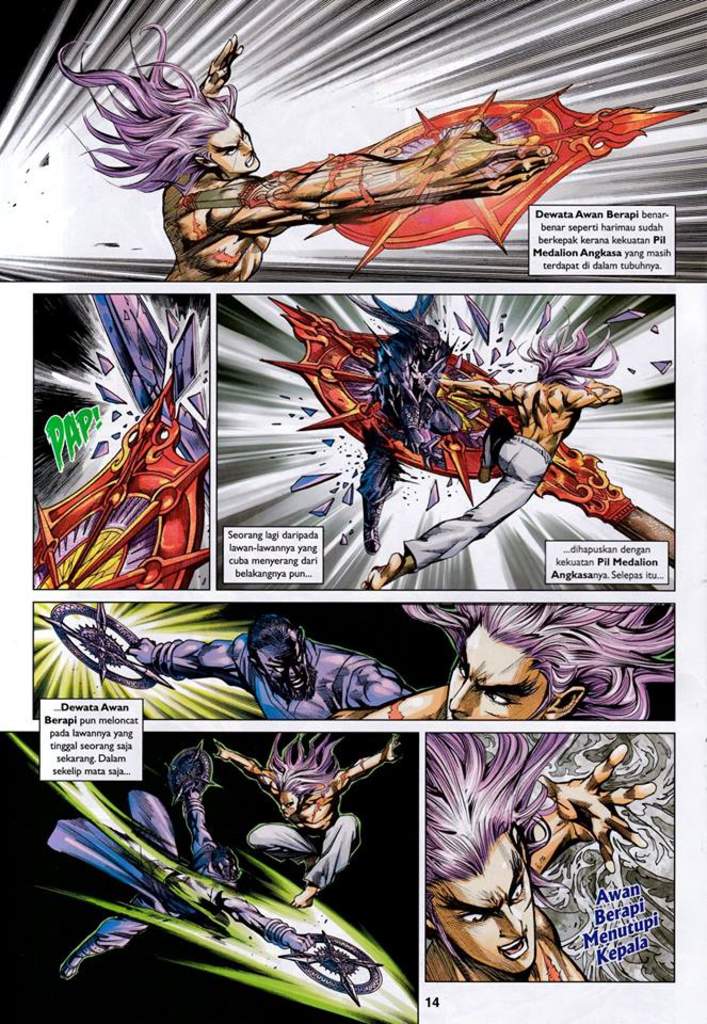 Dewata Awan Berapi benar-
benar seperti harimau sudah
berkepak kerana kekuatan Pil
Medalion Angkasa yang masih
terdapat di dalam tubuhnya.
PAP!
Seorang lagi daripada
lawan-lawannya yang
cuba menyerang dari
belakangnya pun...
...dihapuskan dengan
kekuatan Pil Medalion
Angkasanya. Selepas itu...
...Dewata Awan
Berapi pun meloncat
pada lawannya yang
tinggal seorang saja
sekarang. Dalam
sekelip mata saja...
Awan
Berapi
Menutupi
Kepala
14